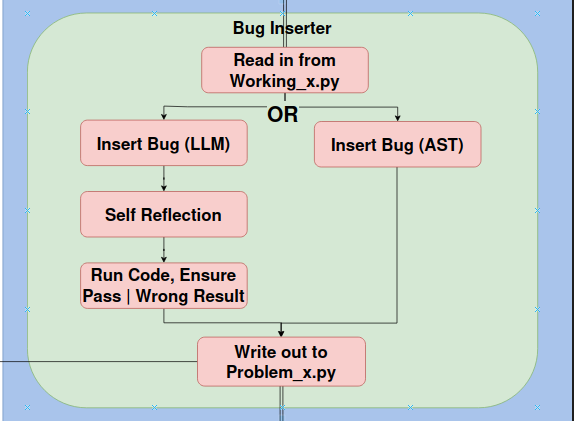 Bug Inserter
Read in from
Working_x.py
OR
Insert Bug (LLM)
Insert Bug (AST)
Self Reflection
Run Code, Ensure
Pass | Wrong Result
Write out to
Problem_x.py